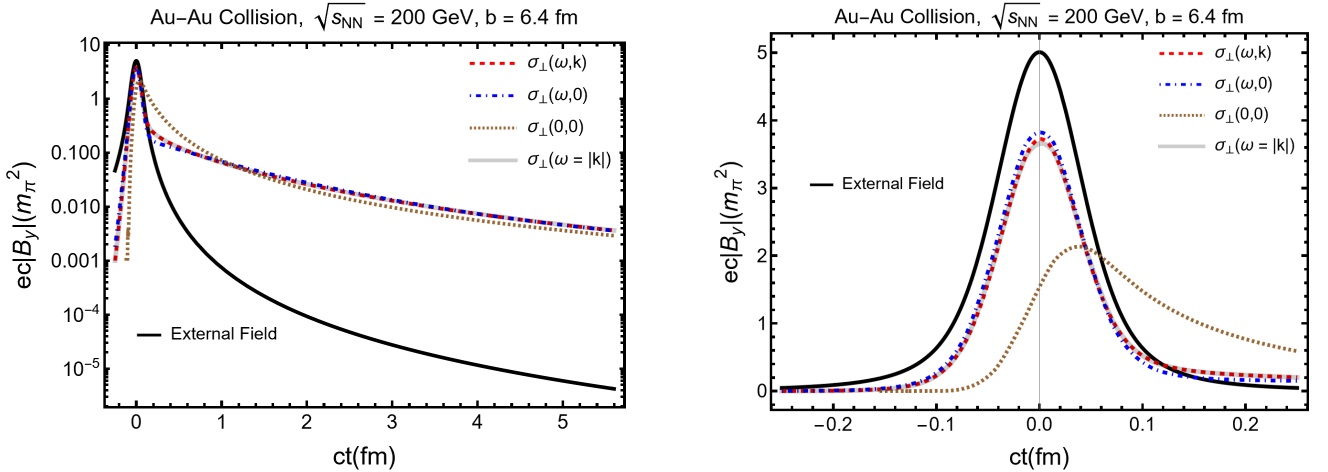 Au−Au Collision, √sNN = 200 GeV, b = 6.4 fm
ec|By|(mπ²)
10
1
0.100
0.010
0.001
10⁻⁴
10⁻⁵
σ⊥(ω,k)
σ⊥(ω,0)
σ⊥(0,0)
σ⊥(ω = |k|)
External Field
0 1 2 3 4 5
ct(fm)
Au−Au Collision, √sNN = 200 GeV, b = 6.4 fm
ec|By|(mπ²)
5
4
3
2
1
0
σ⊥(ω,k)
σ⊥(ω,0)
σ⊥(0,0)
σ⊥(ω = |k|)
External Field
−0.2 −0.1 0.0 0.1 0.2
ct(fm)